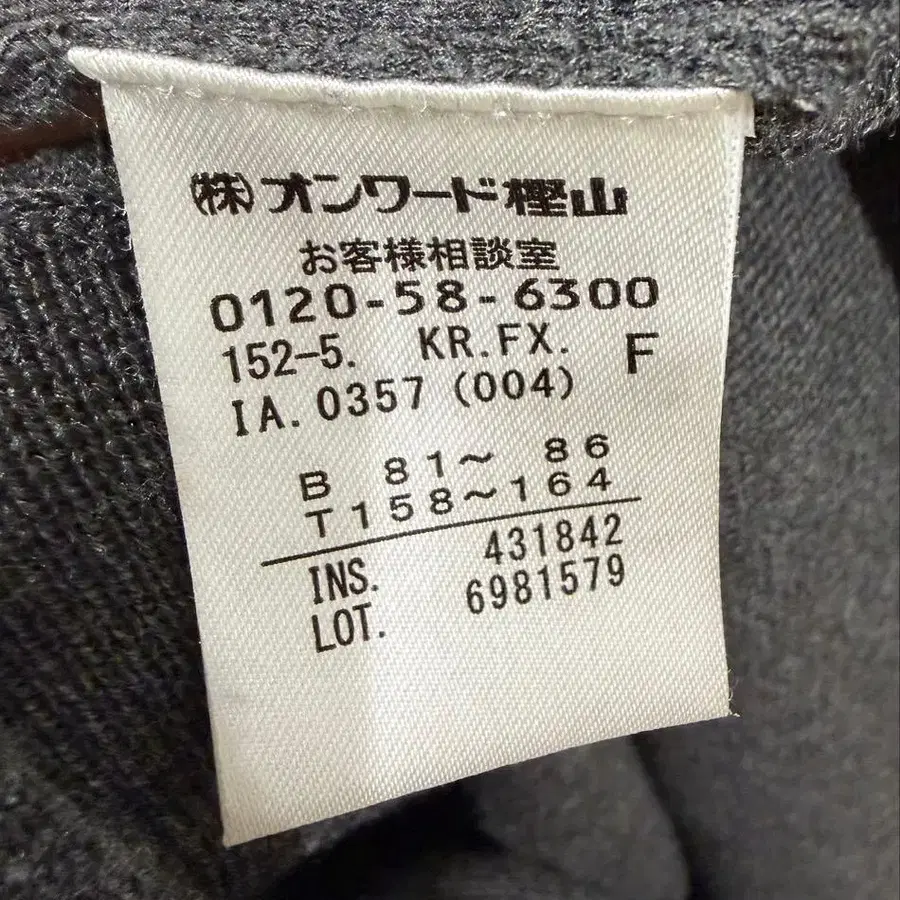 ㈱オンワード樫山
お客様相談室
0120-58-6300
152-5. KR.FX. F
IA.0357 (004)
B 81～ 86
T158～164
INS. 431842
LOT. 6981579